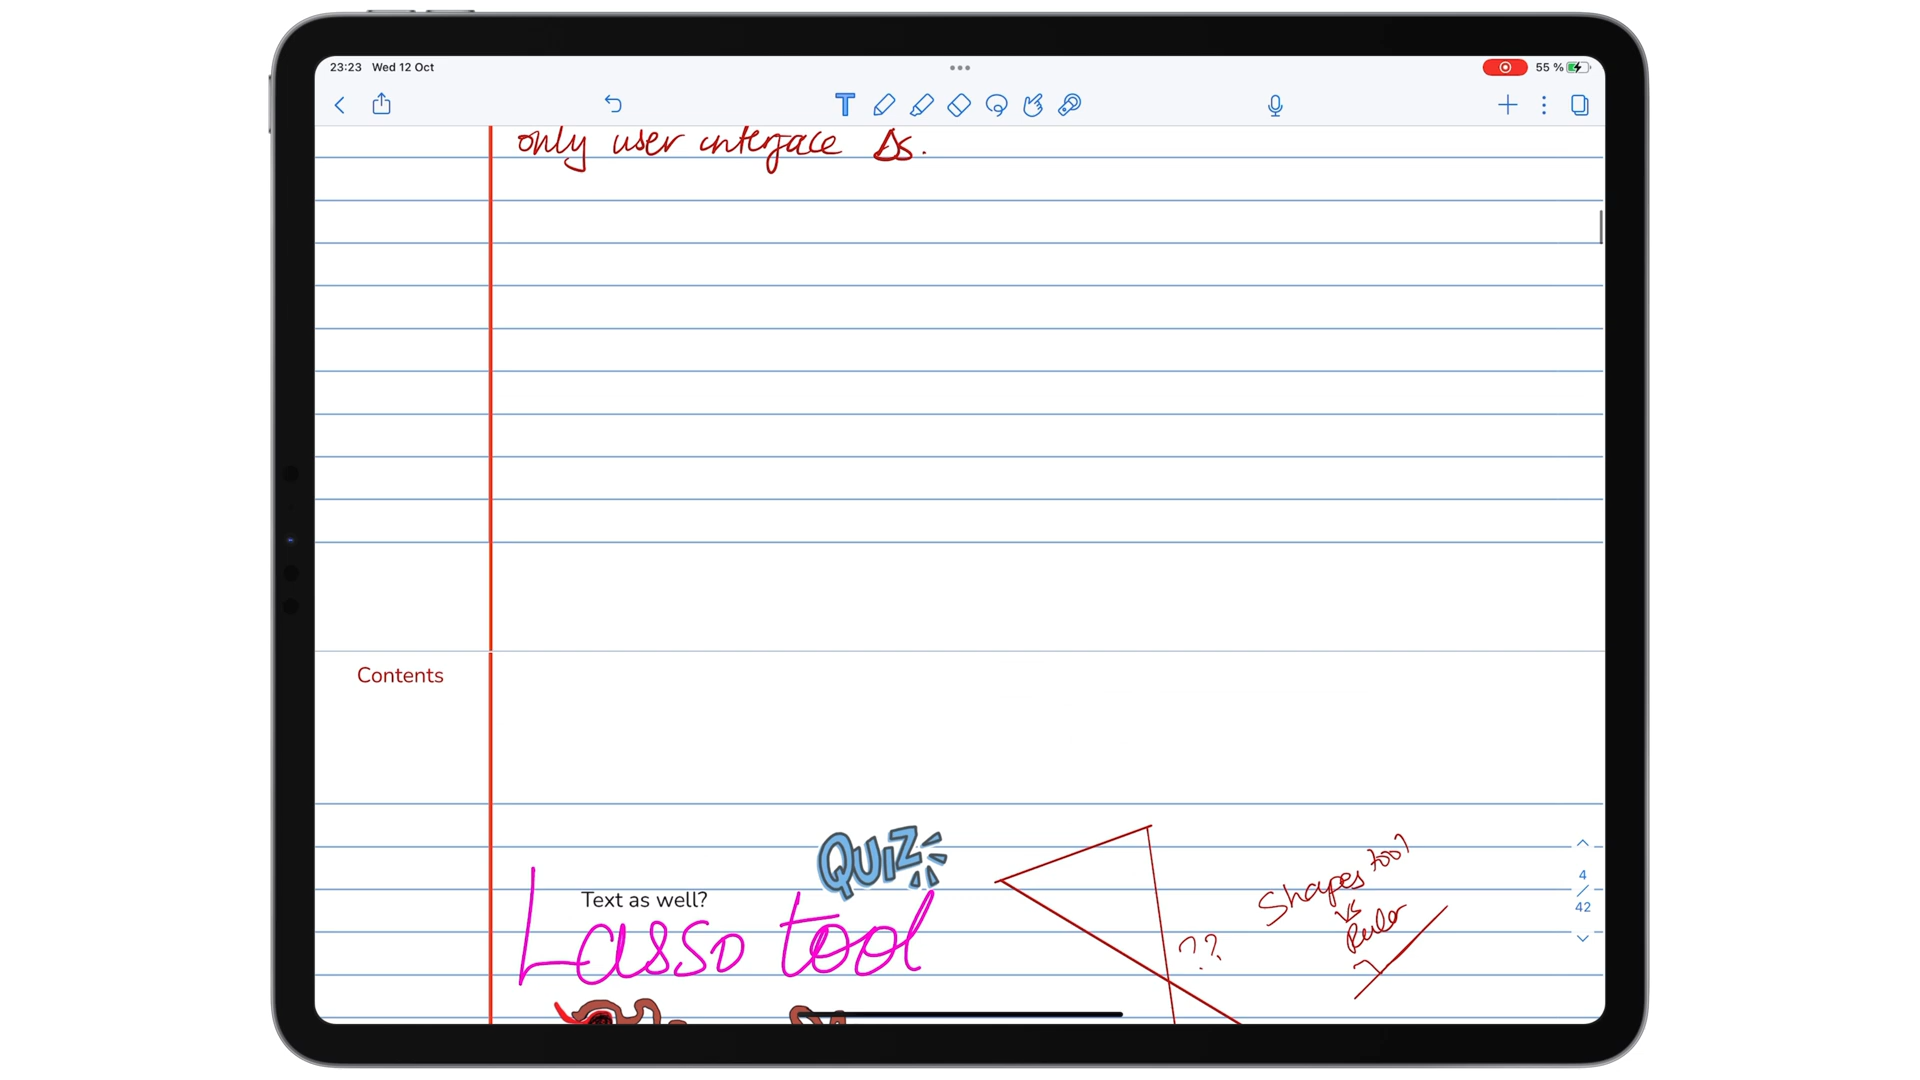 23:23 Wed 12 Oct
55 %
T
only user interface Δs.
Contents
QUIZ
Text as well?
Lasso tool
??
Shapes tool
vs
Ruler
?
4
/
42